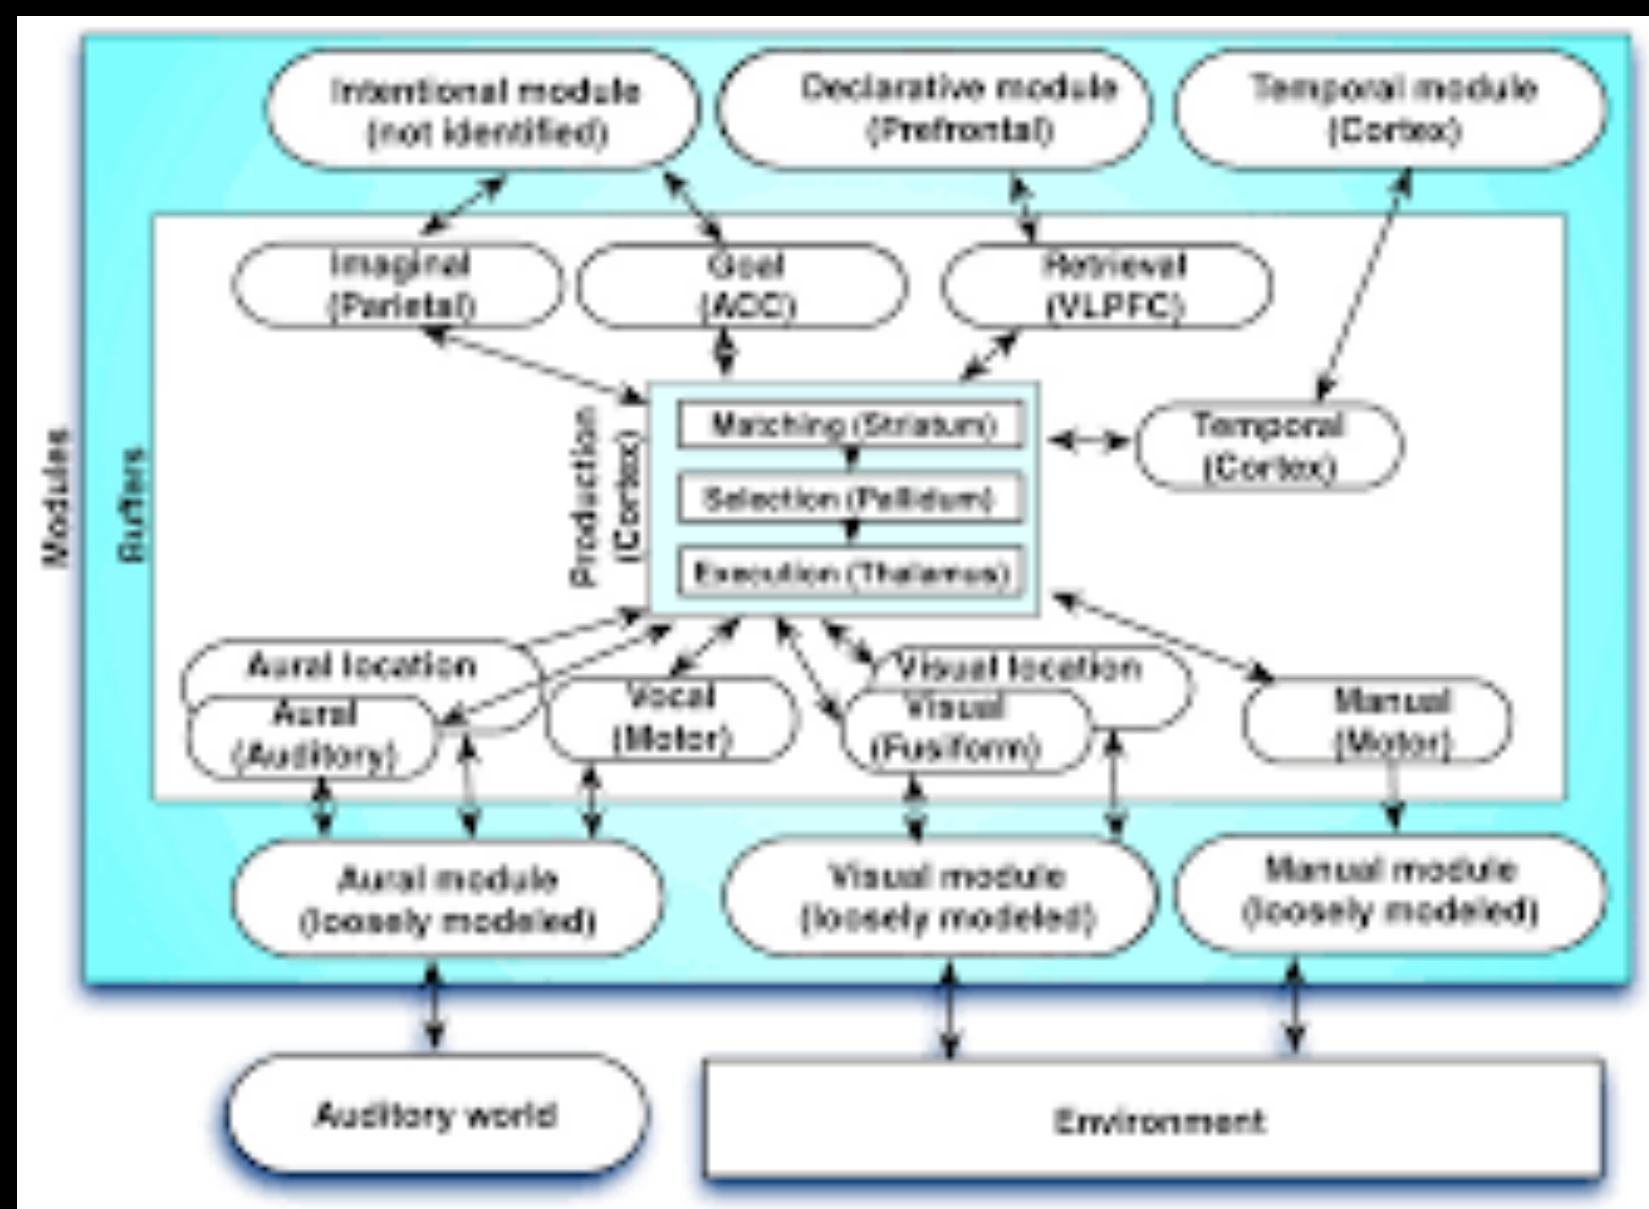 Intentional module
(not identified)
Declarative module
(Prefrontal)
Temporal module
(Cortex)
Imaginal
(Parietal)
Goal
(ACC)
Retrieval
(VLPFC)
Modules
Buffers
Production
(Cortex)
Matching (Striatum)
Selection (Pallidum)
Execution (Thalamus)
Temporal
(Cortex)
Aural location
Aural
(Auditory)
Vocal
(Motor)
Visual location
Visual
(Fusiform)
Manual
(Motor)
Aural module
(loosely modeled)
Visual module
(loosely modeled)
Manual module
(loosely modeled)
Auditory world
Environment